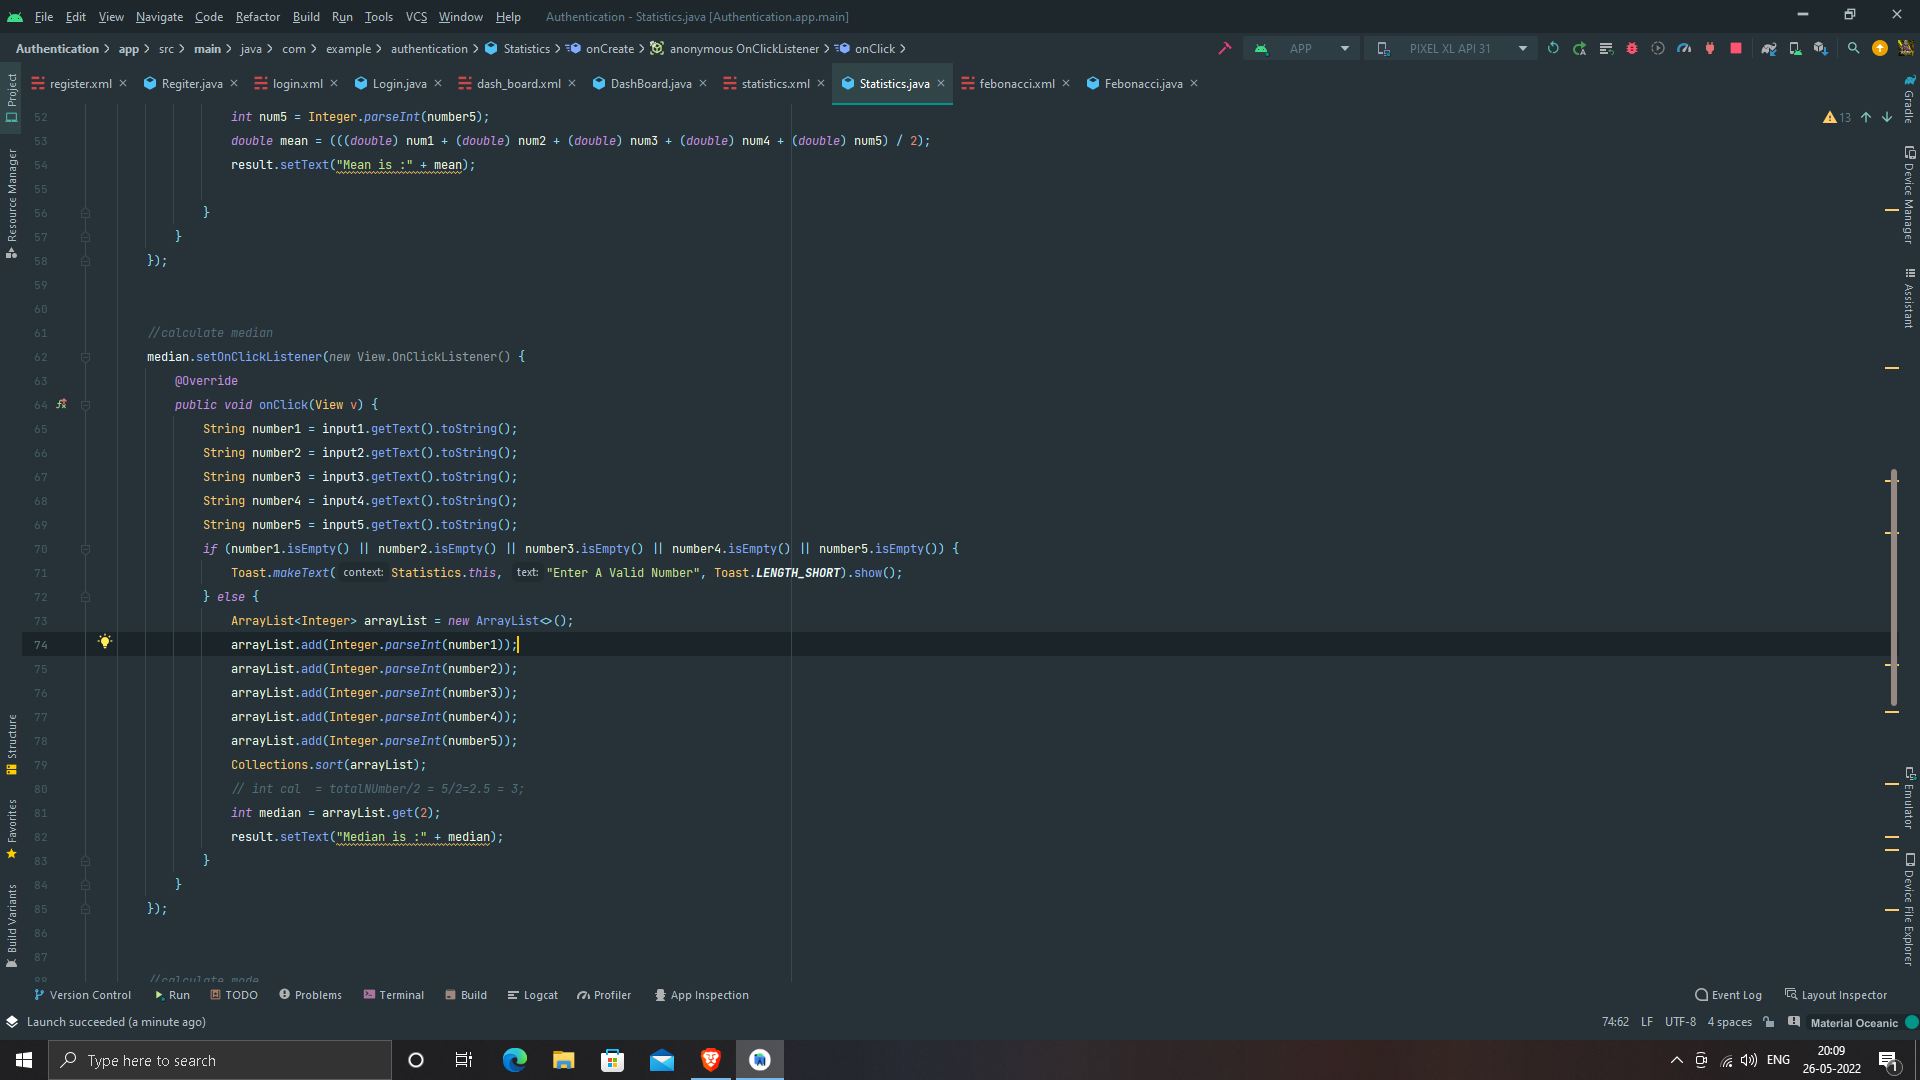 File Edit View Navigate Code Refactor Build Run Tools VCS Window Help Authentication - Statistics.java [Authentication.app.main]
Authentication app src main java com example authentication Statistics onCreate anonymous OnClickListener onClick APP PIXEL XL API 31
register.xml Regiter.java login.xml Login.java dash_board.xml DashBoard.java statistics.xml Statistics.java febonacci.xml Febonacci.java
Project
Resource Manager
Structure
Favorites
Build Variants
13
52 int num5 = Integer.parseInt(number5);
53 double mean = (((double) num1 + (double) num2 + (double) num3 + (double) num4 + (double) num5) / 2);
54 result.setText("Mean is :" + mean);
55
56 }
57 }
58 });
59
60
61 //calculate median
62 median.setOnClickListener(new View.OnClickListener() {
63 @Override
64 public void onClick(View v) {
65 String number1 = input1.getText().toString();
66 String number2 = input2.getText().toString();
67 String number3 = input3.getText().toString();
68 String number4 = input4.getText().toString();
69 String number5 = input5.getText().toString();
70 if (number1.isEmpty() || number2.isEmpty() || number3.isEmpty() || number4.isEmpty() || number5.isEmpty()) {
71 Toast.makeText( context: Statistics.this, text: "Enter A Valid Number", Toast.LENGTH_SHORT).show();
72 } else {
73 ArrayList<Integer> arrayList = new ArrayList<>();
74 arrayList.add(Integer.parseInt(number1));
75 arrayList.add(Integer.parseInt(number2));
76 arrayList.add(Integer.parseInt(number3));
77 arrayList.add(Integer.parseInt(number4));
78 arrayList.add(Integer.parseInt(number5));
79 Collections.sort(arrayList);
80 // int cal  = totalNUmber/2 = 5/2=2.5 = 3;
81 int median = arrayList.get(2);
82 result.setText("Median is :" + median);
83 }
84 }
85 });
86
87
88 //calculate mode
Gradle
Device Manager
Assistant
Emulator
Device File Explorer
Version Control Run TODO Problems Terminal Build Logcat Profiler App Inspection Event Log Layout Inspector
Launch succeeded (a minute ago) 74:62 LF UTF-8 4 spaces Material Oceanic
Type here to search ENG 20:09
26-05-2022 1